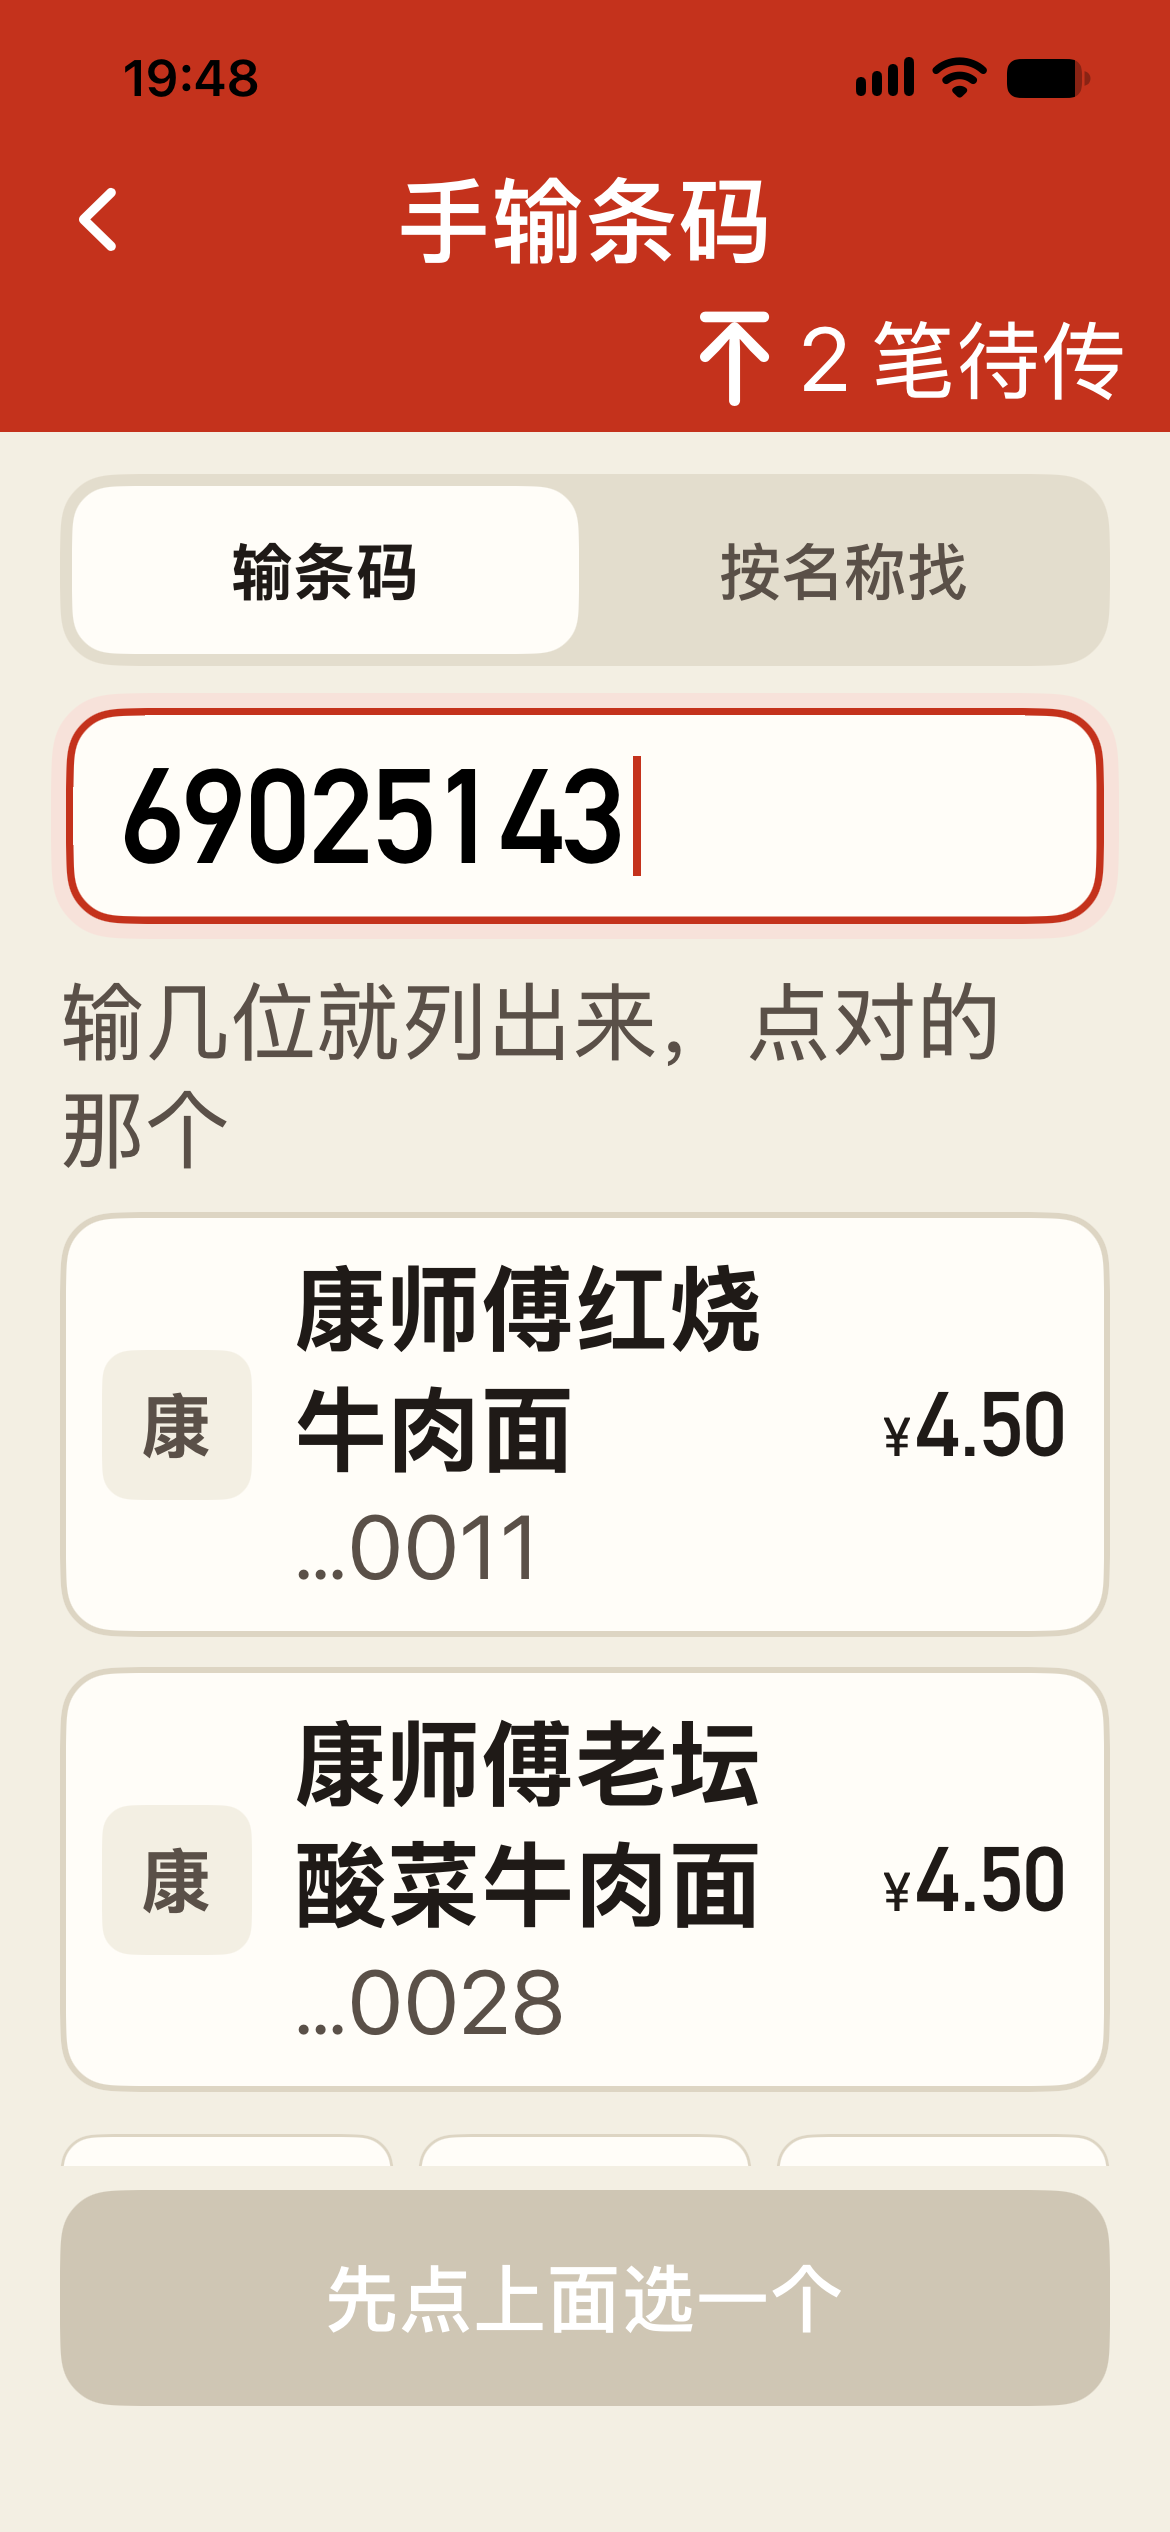 19:48
手输条码
2 笔待传
输条码
按名称找
69025143
输几位就列出来，点对的
那个
康
康师傅红烧
牛肉面
...0011
¥4.50
康
康师傅老坛
酸菜牛肉面
...0028
¥4.50
先点上面选一个